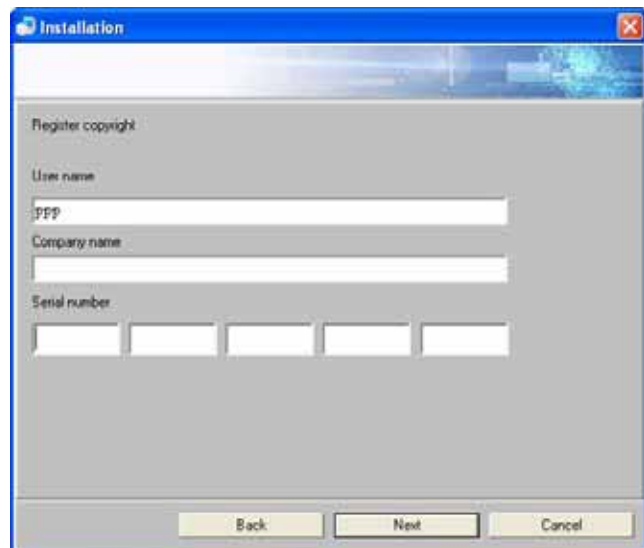 Installation
Register copyright
User name
PPP
Company name
Serial number
Back Next Cancel